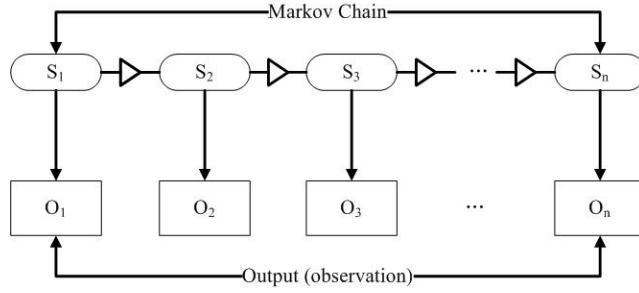 Markov Chain
S₁ S₂ S₃ ... Sₙ
O₁ O₂ O₃ ... Oₙ
Output (observation)